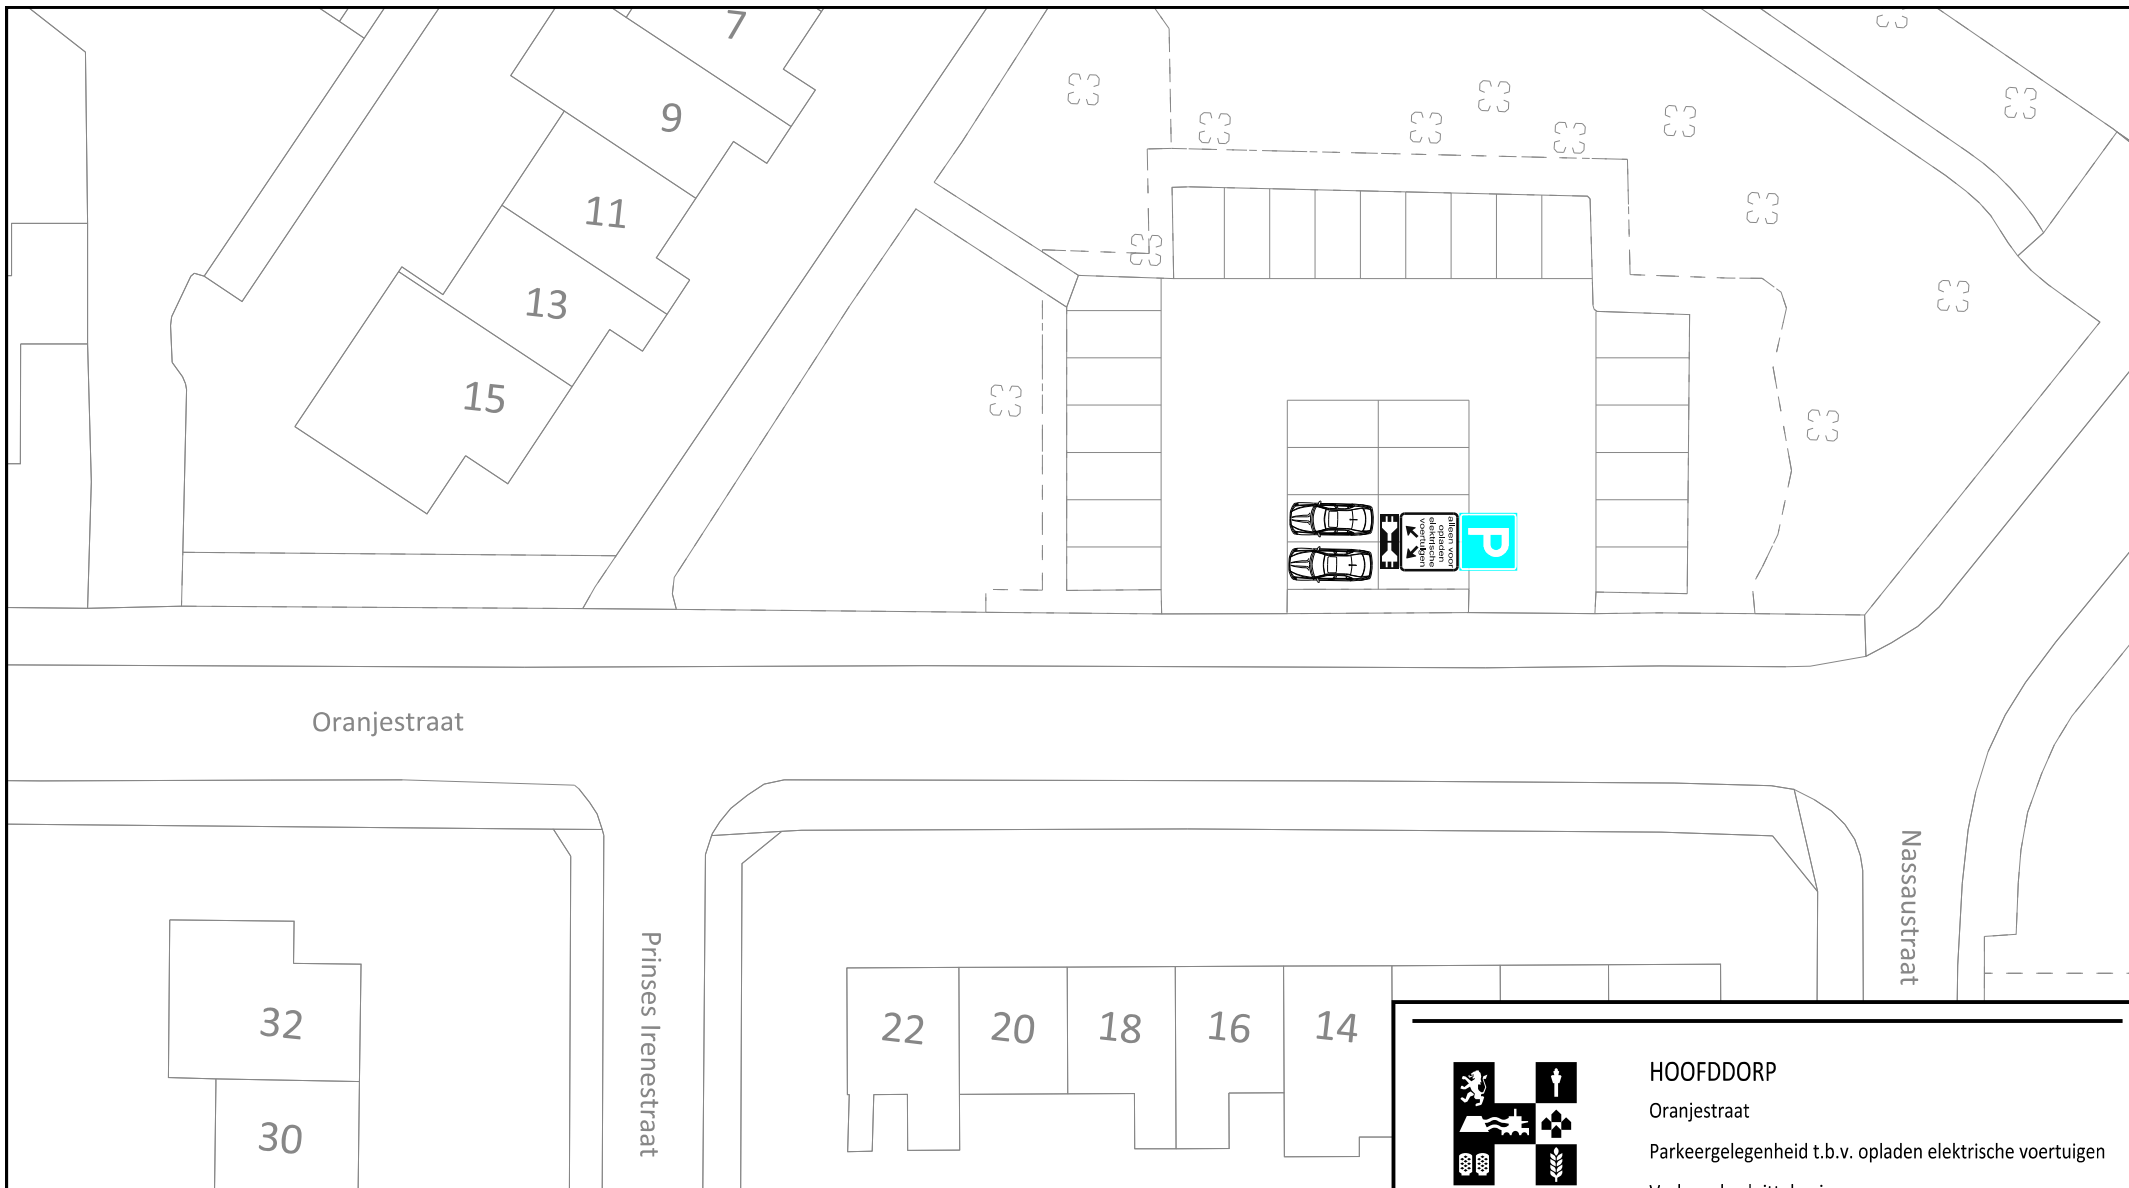 7
9
11
13
15
alleen voor
opladen
elektrische
voertuigen
P
Oranjestraat
Nassaustraat
Prinses Irenestraat
32
30
22
20
18
16
14
HOOFDDORP
Oranjestraat
Parkeergelegenheid t.b.v. opladen elektrische voertuigen